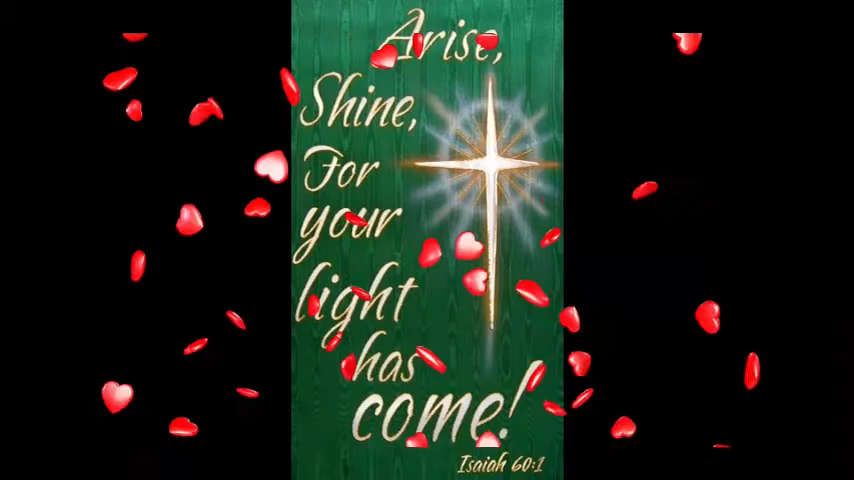 Arise,
Shine,
For
your
light
has
come!
Isaiah 60:1